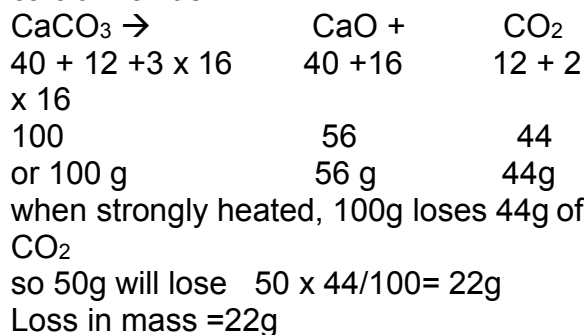 CaCO₃ → CaO + CO₂
40 + 12 +3 x 16 40 +16 12 + 2
x 16
100 56 44
or 100 g 56 g 44g
when strongly heated, 100g loses 44g of
CO₂
so 50g will lose 50 x 44/100= 22g
Loss in mass =22g